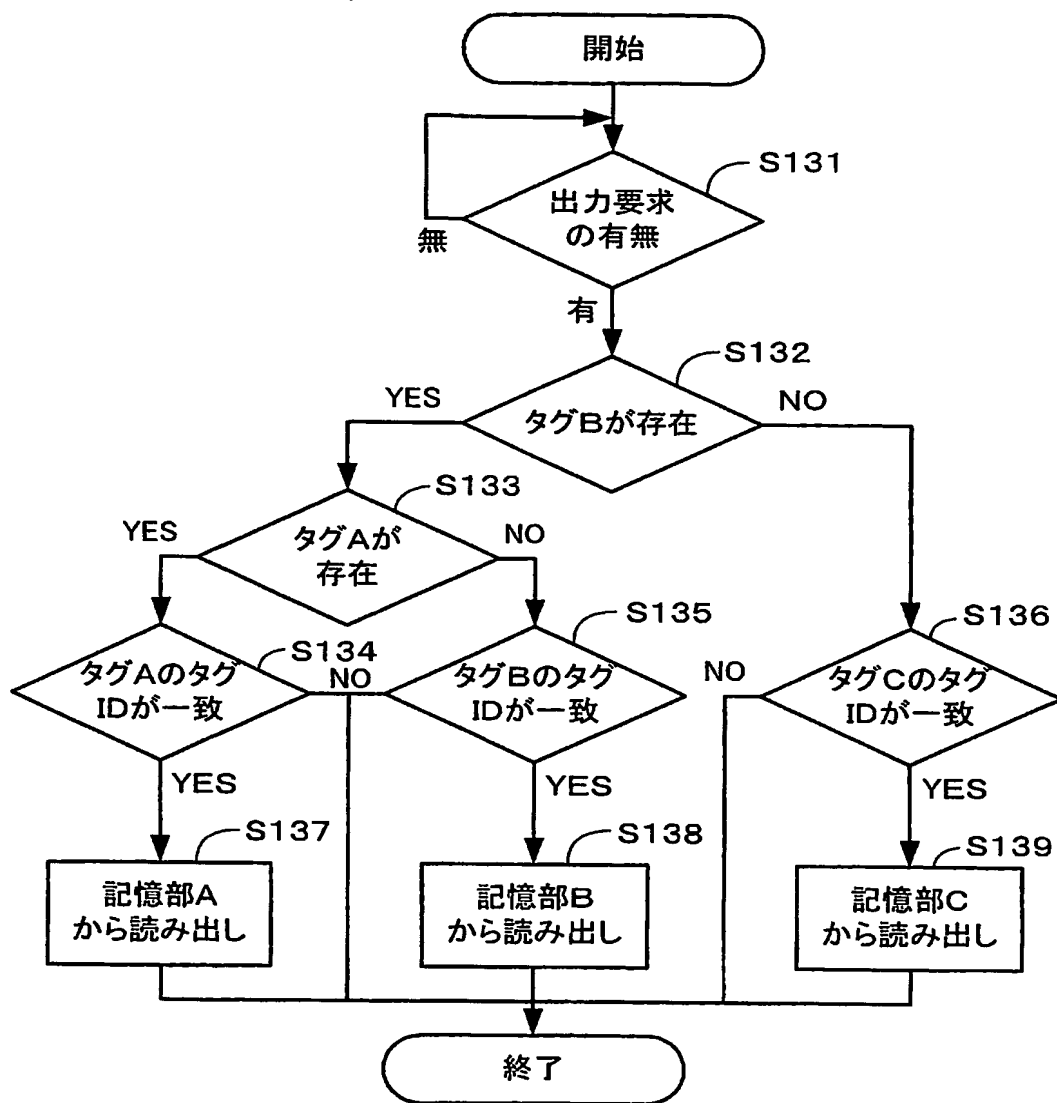 開始
S131
出力要求
の有無
無
有
S132
YES
タグBが存在
NO
S133
YES
タグAが
存在
NO
S134
タグAのタグ
IDが一致
NO
S135
タグBのタグ
IDが一致
S136
NO
タグCのタグ
IDが一致
YES
YES
YES
S137
記憶部A
から読み出し
S138
記憶部B
から読み出し
S139
記憶部C
から読み出し
終了